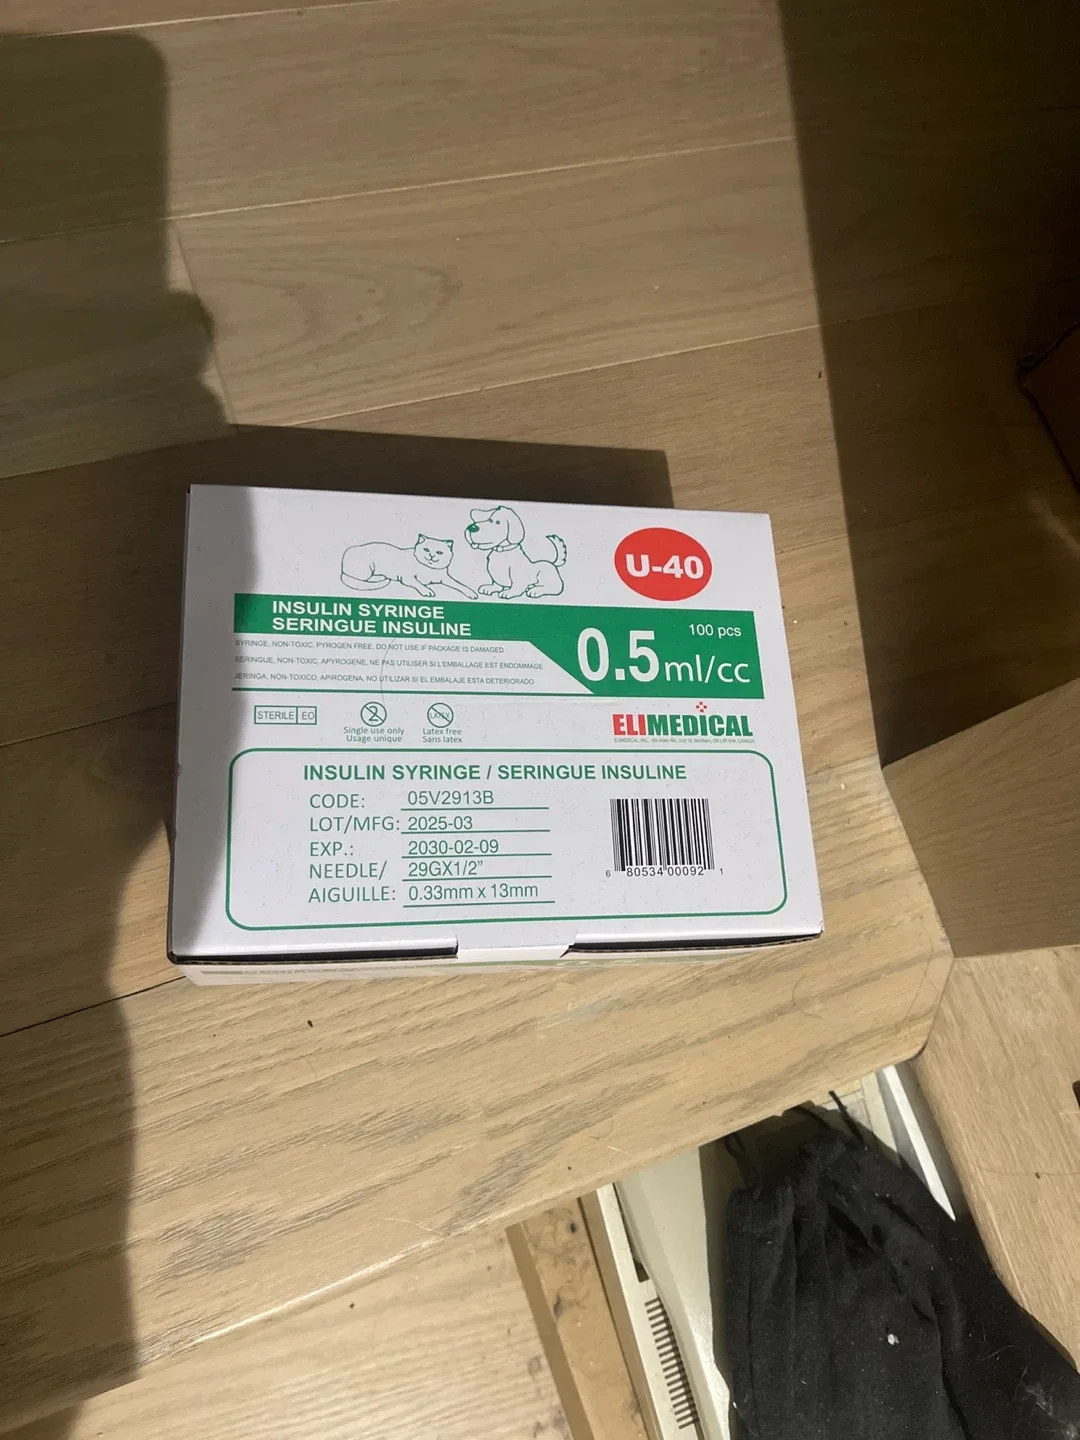 U-40
INSULIN SYRINGE
SERINGUE INSULINE
100 pcs
0.5 ml/cc
SYRINGE, NON-TOXIC, PYROGEN FREE, DO NOT USE IF PACKAGE IS DAMAGED
SERINGUE, NON-TOXIC, APYROGENE, NE PAS UTILISER SI L'EMBALLAGE EST ENDOMMAGE
JERINGA, NON-TOXICO, APIROGENA, NO UTILIZAR SI EL EMBALAJE ESTA DETERIORADO
STERILE EO
2
Single use only
Usage unique
LATEX
Latex free
Sans latex
ELIMEDICAL
INSULIN SYRINGE / SERINGUE INSULINE
CODE: 05V2913B
LOT/MFG: 2025-03
EXP.: 2030-02-09
NEEDLE/ 29GX1/2"
AIGUILLE: 0.33mm x 13mm
6 80534 00092 1